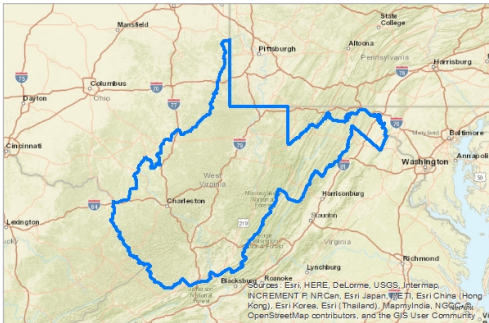 State
College
Mansfield
Altoona
Pittsburgh
Pennsylvania
Harrisburg
Columbus
Ohio
Dayton
Cincinnati
Baltimore
Washington
Annapoli
West
Virginia
Charleston
Harrisonburg
Staunton
Lexington
Virginia
Richmond
Lynchburg
Roanoke
Blacksburg
Sources: Esri, HERE, DeLorme, USGS, Intermap,
INCREMENT P, NRCan, Esri Japan, METI, Esri China (Hong
Kong), Esri Korea, Esri (Thailand), MapmyIndia, NGCC, ©
OpenStreetMap contributors, and the GIS User Community